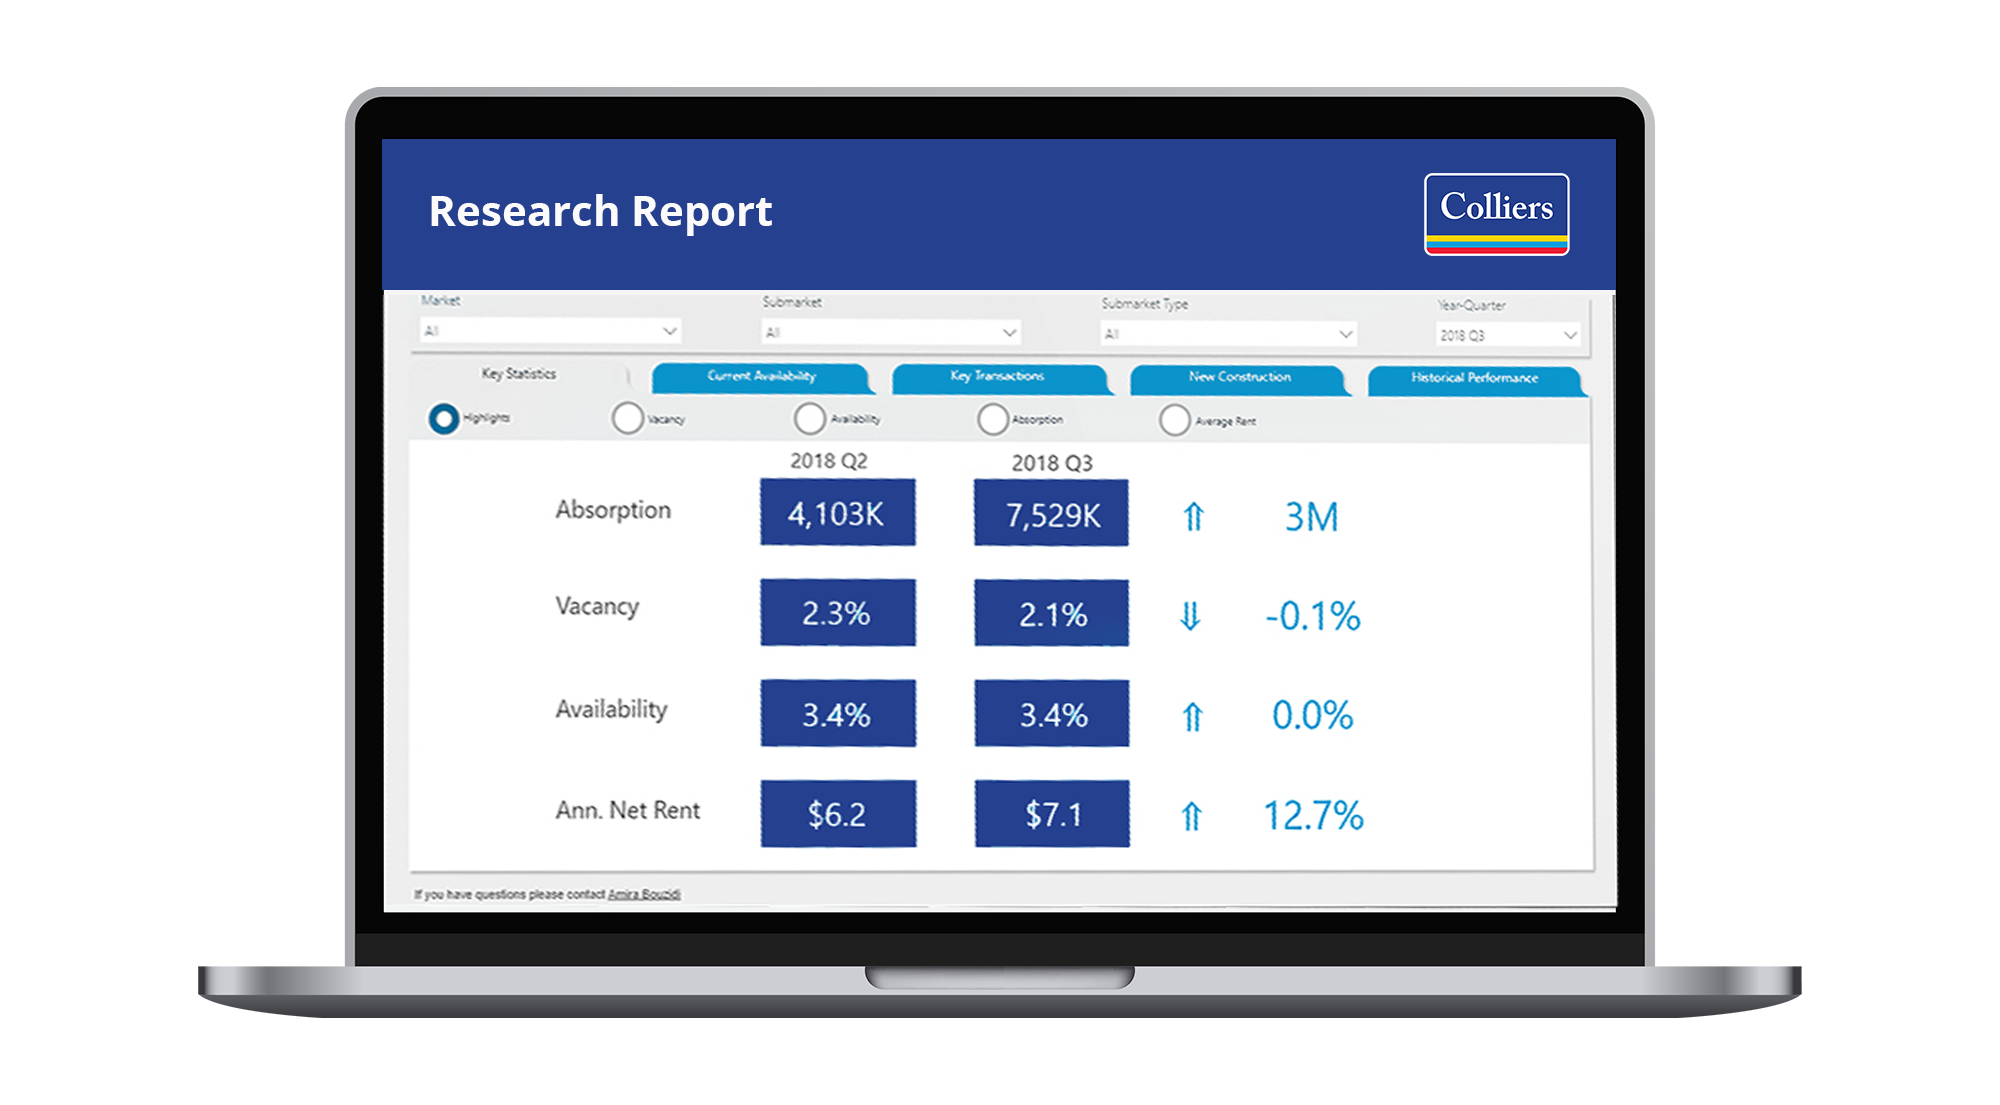 Research Report
Colliers
Market
Submarket
Submarket Type
Year-Quarter
All
All
All
2018 Q3
Key Statistics
Current Availability
Key Transactions
New Construction
Historical Performance
Highlights
Vacancy
Availability
Absorption
Average Rent
2018 Q2
2018 Q3
Absorption
4,103K
7,529K
⇑
3M
Vacancy
2.3%
2.1%
⇓
-0.1%
Availability
3.4%
3.4%
⇑
0.0%
Ann. Net Rent
$6.2
$7.1
⇑
12.7%
If you have questions please contact Amira Bouzidi